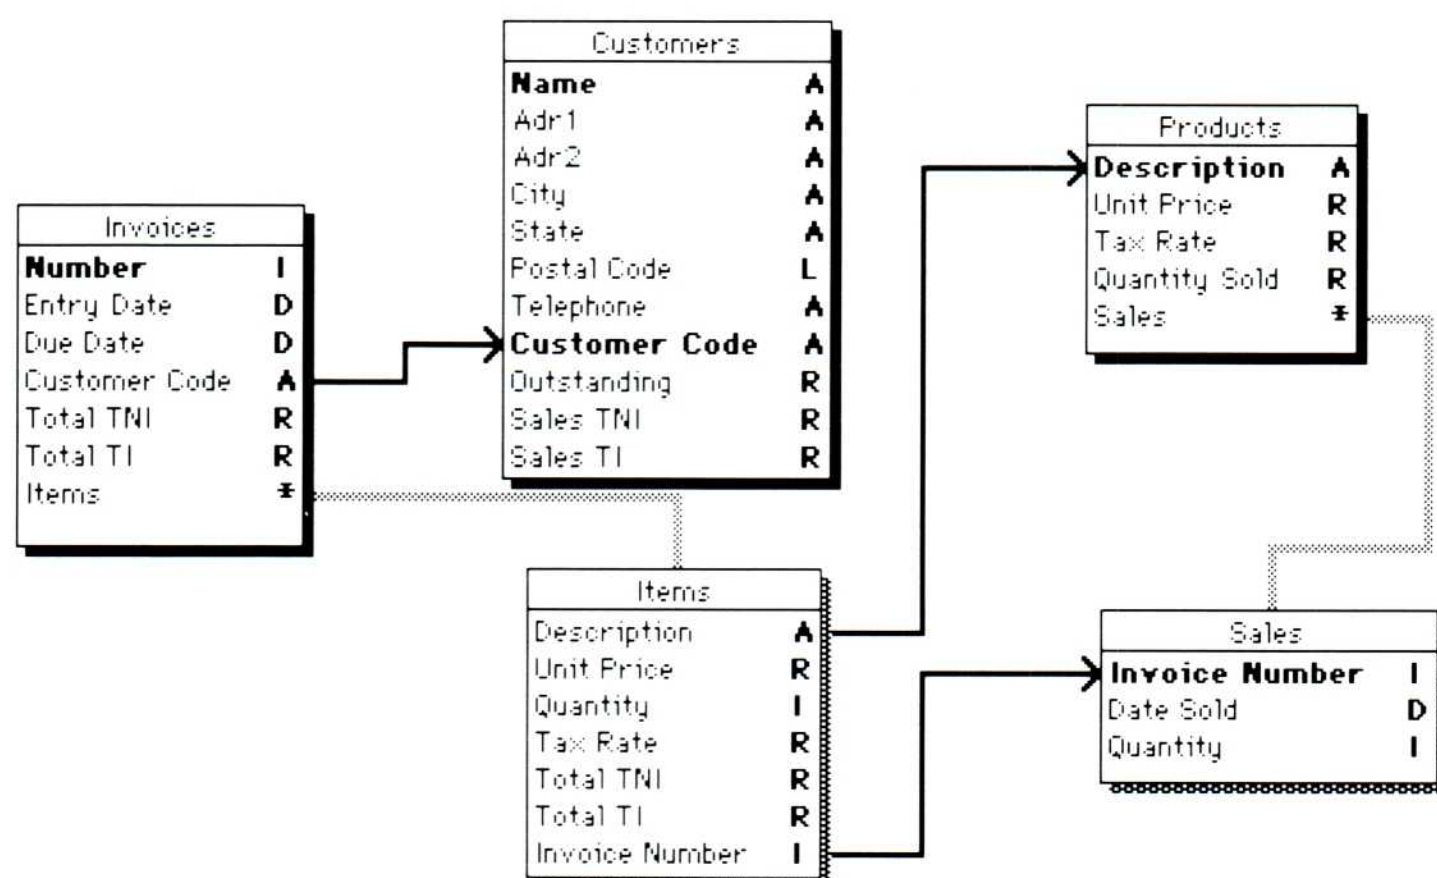 Customers
Name A
Adr1 A
Adr2 A
City A
State A
Postal Code L
Telephone A
Customer Code A
Outstanding R
Sales TNI R
Sales TI R
Products
Description A
Unit Price R
Tax Rate R
Quantity Sold R
Sales *
Invoices
Number I
Entry Date D
Due Date D
Customer Code A
Total TNI R
Total TI R
Items *
Items
Description A
Unit Price R
Quantity I
Tax Rate R
Total TNI R
Total TI R
Invoice Number I
Sales
Invoice Number I
Date Sold D
Quantity I